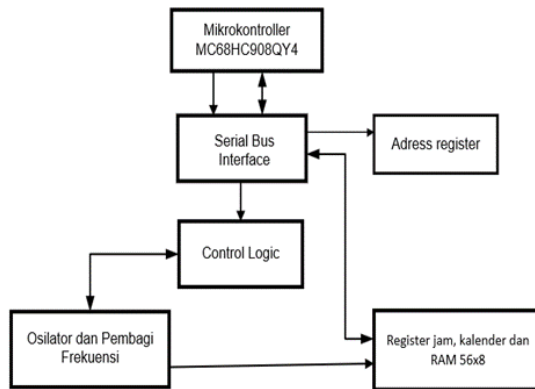 Mikrokontroller
MC68HC908QY4
Serial Bus
Interface
Adress register
Control Logic
Osilator dan Pembagi
Frekuensi
Register jam, kalender dan
RAM 56x8